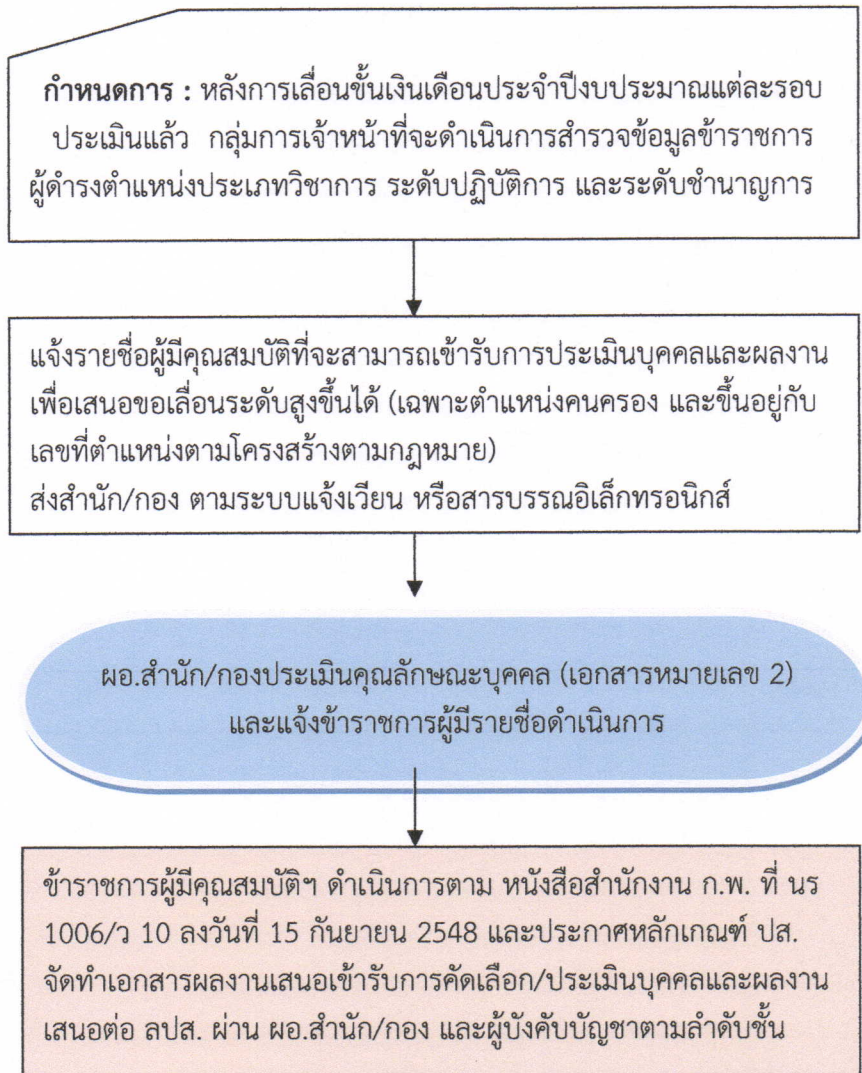 กำหนดการ : หลังการเลื่อนขั้นเงินเดือนประจำปีงบประมาณแต่ละรอบ
ประเมินแล้ว กลุ่มการเจ้าหน้าที่จะดำเนินการสำรวจข้อมูลข้าราชการ
ผู้ดำรงตำแหน่งประเภทวิชาการ ระดับปฏิบัติการ และระดับชำนาญการ
แจ้งรายชื่อผู้มีคุณสมบัติที่จะสามารถเข้ารับการประเมินบุคคลและผลงาน
เพื่อเสนอขอเลื่อนระดับสูงขึ้นได้ (เฉพาะตำแหน่งคนครอง และขึ้นอยู่กับ
เลขที่ตำแหน่งตามโครงสร้างตามกฎหมาย)
ส่งสำนัก/กอง ตามระบบแจ้งเวียน หรือสารบรรณอิเล็กทรอนิกส์
ผอ.สำนัก/กองประเมินคุณลักษณะบุคคล (เอกสารหมายเลข 2)
และแจ้งข้าราชการผู้มีรายชื่อดำเนินการ
ข้าราชการผู้มีคุณสมบัติฯ ดำเนินการตาม หนังสือสำนักงาน ก.พ. ที่ นร
1006/ว 10 ลงวันที่ 15 กันยายน 2548 และประกาศหลักเกณฑ์ ปส.
จัดทำเอกสารผลงานเสนอเข้ารับการคัดเลือก/ประเมินบุคคลและผลงาน
เสนอต่อ ลปส. ผ่าน ผอ.สำนัก/กอง และผู้บังคับบัญชาตามลำดับชั้น